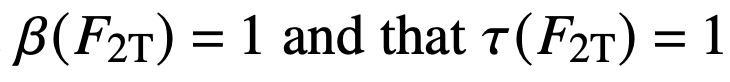 β(F₂T) = 1 and that τ(F₂T) = 1